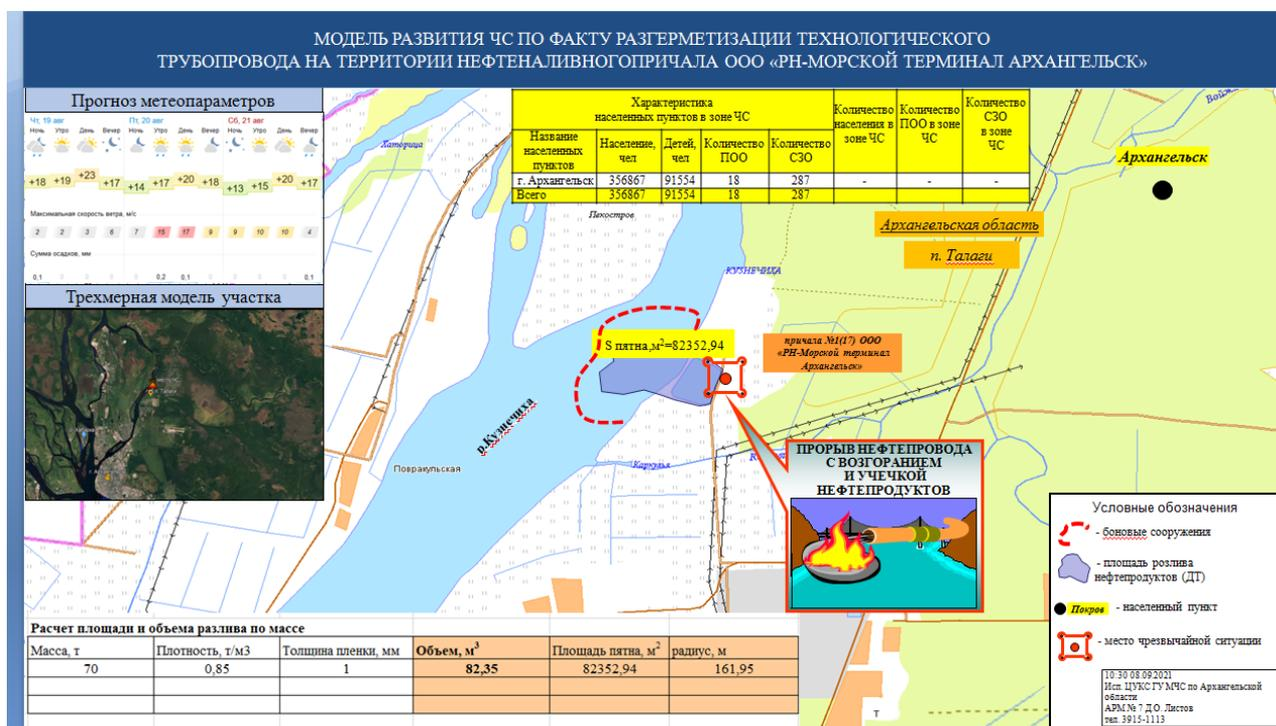 МОДЕЛЬ РАЗВИТИЯ ЧС ПО ФАКТУ РАЗГЕРМЕТИЗАЦИИ ТЕХНОЛОГИЧЕСКОГО
ТРУБОПРОВОДА НА ТЕРРИТОРИИ НЕФТЕНАЛИВНОГОПРИЧАЛА ООО «РН-МОРСКОЙ ТЕРМИНАЛ АРХАНГЕЛЬСК»
Прогноз метеопараметров
Чт, 19 авг Пт, 20 авг Сб, 21 авг
Ночь Утро День Вечер Ночь Утро День Вечер Ночь Утро День Вечер
+18 +19 +23 +17 +14 +17 +20 +18 +13 +15 +20 +17
Максимальная скорость ветра, м/с
2 2 3 6 7 15 17 9 9 10 10 4
Сумма осадков, мм
0,1 0 0 0 0 0,2 0,1 0 0 0 0 0,1
Трехмерная модель участка
Характеристика
населенных пунктов в зоне ЧС
Название
населенных
пунктов
Население,
чел
Детей,
чел
Количество
ПОО
Количество
СЗО
Количество
населения в
зоне ЧС
Количество
ПОО в зоне
ЧС
Количество
СЗО
в зоне
ЧС
г. Архангельск 356867 91554 18 287 - - -
Всего 356867 91554 18 287
Хаторица
Пекостров
КУЗНЕЧИХА
Архангельск
Архангельская область
п. Талаги
S пятна,м2=82352,94
причала №1(17) ООО
«РН-Морской терминал
Архангельск»
р.Кузнечиха
Повракульская
Каркулья
ПРОРЫВ НЕФТЕПРОВОДА
С ВОЗГОРАНИЕМ
И УЧЕЧКОЙ
НЕФТЕПРОДУКТОВ
Условные обозначения
- боновые сооружения
- площадь розлива
нефтепродуктов (ДТ)
Покров - населенный пункт
- место чрезвычайной ситуации
10:30 08.09.2021
Исп. ЦУКС ГУ МЧС по Архангельской
области
АРМ № 7 Д.О. Листов
тел. 3915-1113
Расчет площади и объема разлива по массе
Масса, т Плотность, т/м3 Толщина пленки, мм Объем, м3 Площадь пятна, м2 радиус, м
70 0,85 1 82,35 82352,94 161,95
Т